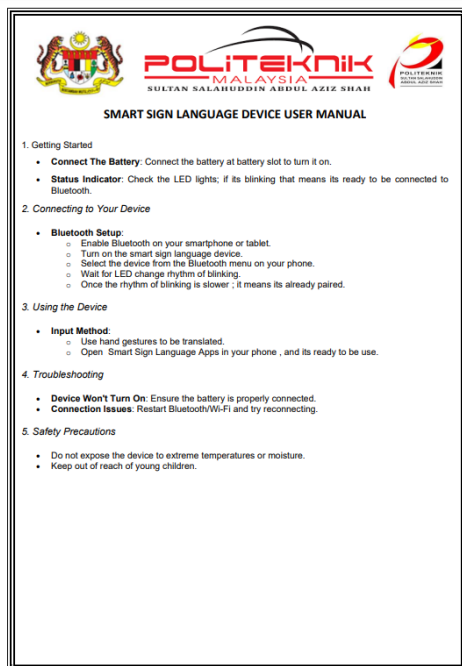 POLITEKNIK
MALAYSIA
SULTAN SALAHUDDIN ABDUL AZIZ SHAH
POLITEKNIK
SULTAN SALAHUDDIN
ABDUL AZIZ SHAH
SMART SIGN LANGUAGE DEVICE USER MANUAL
1. Getting Started
• Connect The Battery: Connect the battery at battery slot to turn it on.
• Status Indicator: Check the LED lights; if its blinking that means its ready to be connected to
Bluetooth.
2. Connecting to Your Device
• Bluetooth Setup:
o Enable Bluetooth on your smartphone or tablet.
o Turn on the smart sign language device.
o Select the device from the Bluetooth menu on your phone.
o Wait for LED change rhythm of blinking.
o Once the rhythm of blinking is slower ; it means its already paired.
3. Using the Device
• Input Method:
o Use hand gestures to be translated.
o Open Smart Sign Language Apps in your phone , and its ready to be use.
4. Troubleshooting
• Device Won't Turn On: Ensure the battery is properly connected.
• Connection Issues: Restart Bluetooth/Wi-Fi and try reconnecting.
5. Safety Precautions
• Do not expose the device to extreme temperatures or moisture.
• Keep out of reach of young children.